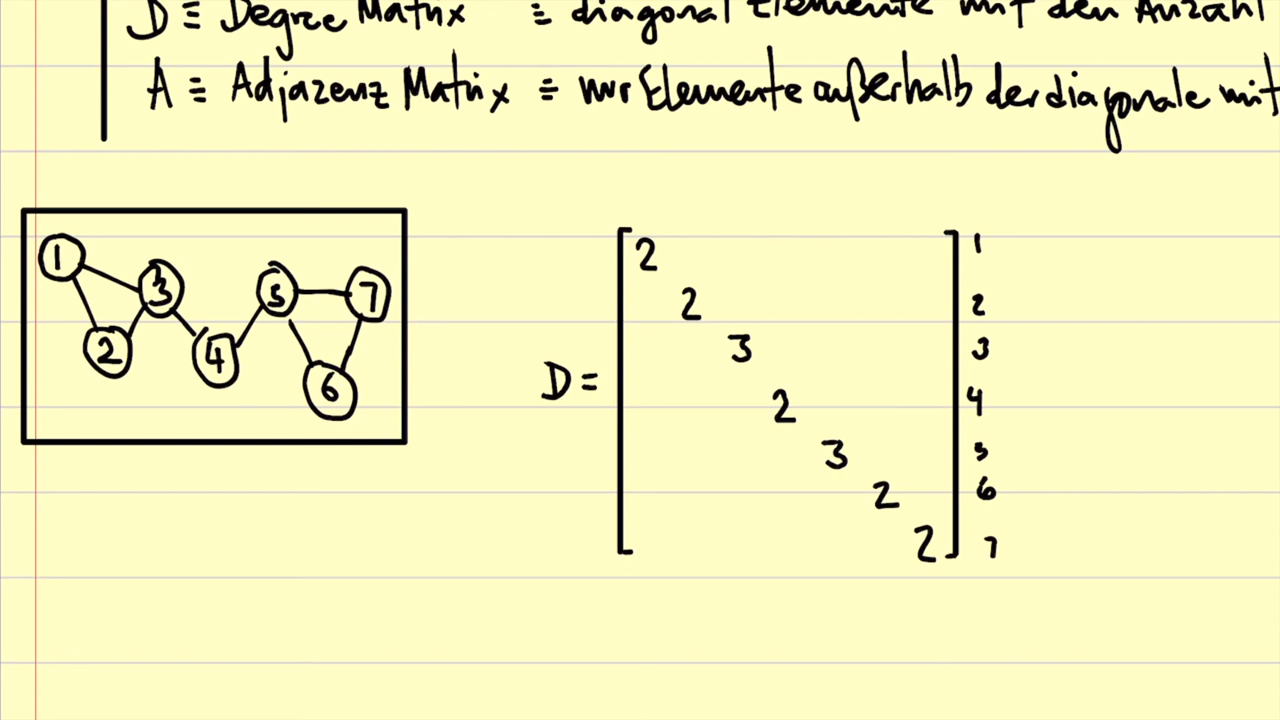 D ≡ Degree Matrix ≡ diagonal Elemente mit den Anzahl
A ≡ Adjazenz Matrix ≡ nur Elemente außerhalb der diagonale mit
1 3 5 7
2 4 6
D =
2 1
2 2
3 3
2 4
3 5
2 6
2 7